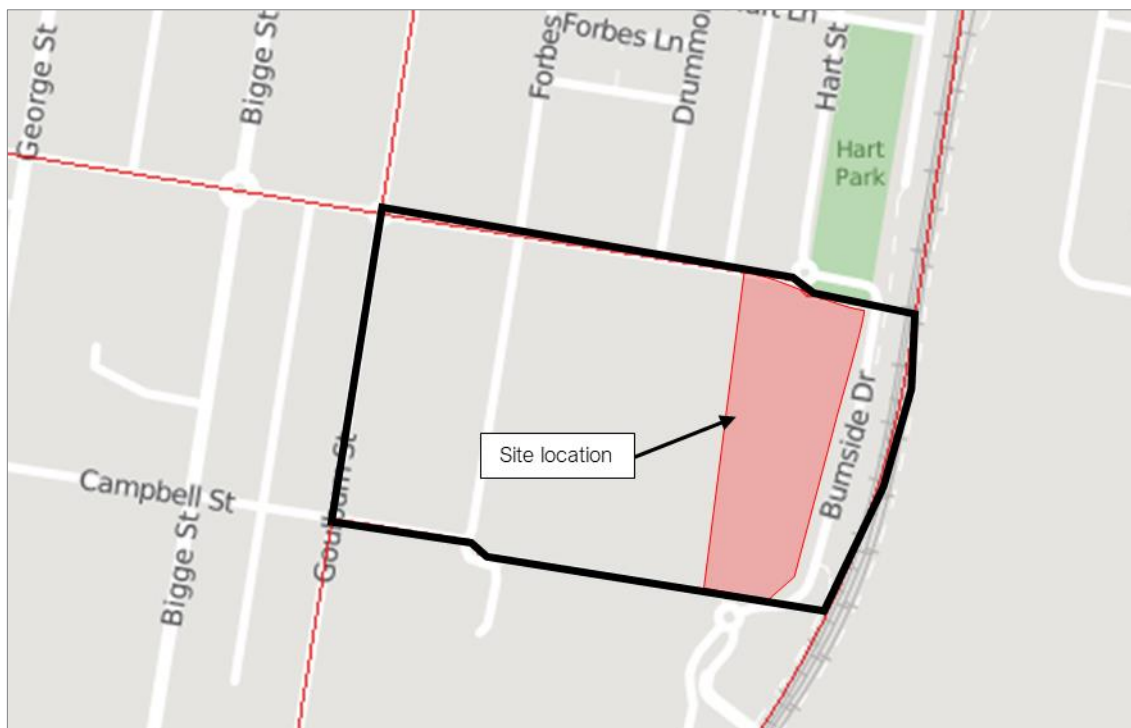 George St
Bigge St
Forbes
Forbes Ln
Drummo
Ln
Hart St
Hart
Park
Site location
Burnside Dr
Campbell St
Bigge St
Goulburn St